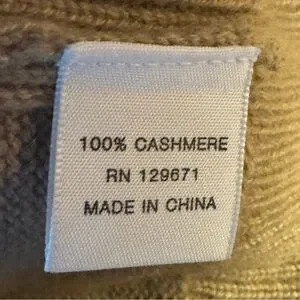 100% CASHMERE
RN 129671
MADE IN CHINA